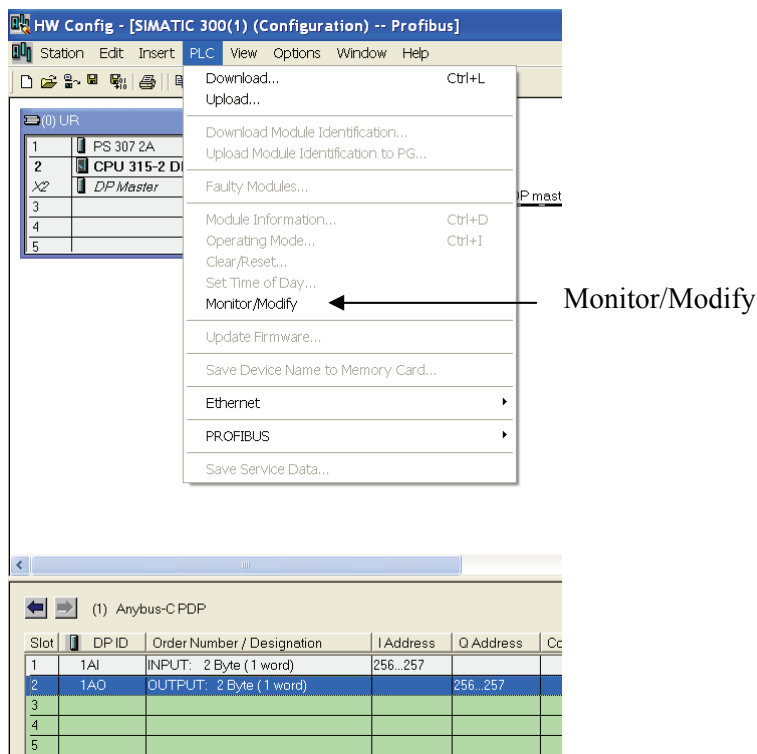 HW Config - [SIMATIC 300(1) (Configuration) -- Profibus]
Station Edit Insert PLC View Options Window Help
Download... Ctrl+L
Upload...
(0) UR
Download Module Identification...
1 PS 307 2A
Upload Module Identification to PG...
2 CPU 315-2 D
X2 DP Master
Faulty Modules...
DP mast
3
4
Module Information... Ctrl+D
5
Operating Mode... Ctrl+I
Clear/Reset...
Set Time of Day...
Monitor/Modify
Monitor/Modify
Update Firmware...
Save Device Name to Memory Card...
Ethernet
PROFIBUS
Save Service Data...
(1) Anybus-C PDP
Slot DP ID Order Number / Designation I Address Q Address Co
1 1AI INPUT: 2 Byte (1 word) 256...257
2 1AO OUTPUT: 2 Byte (1 word) 256...257
3
4
5